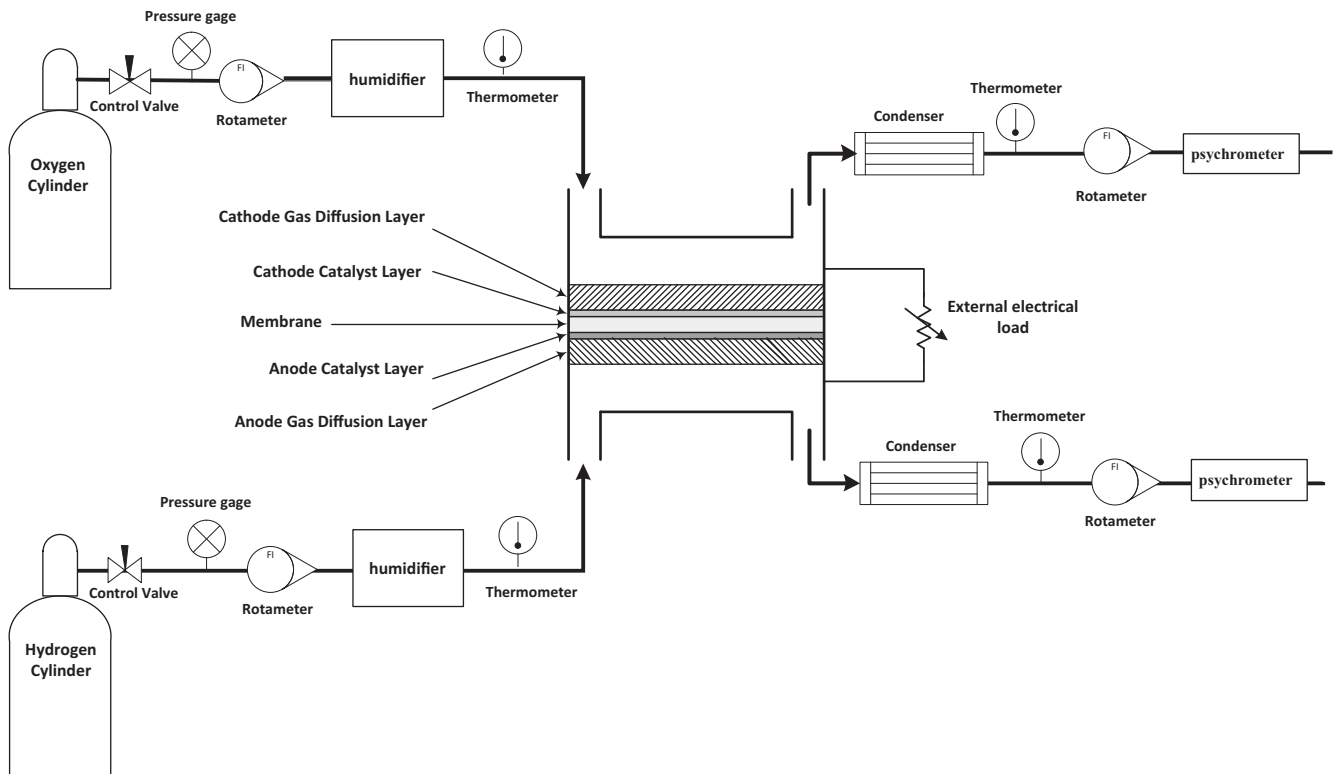 Pressure gage
FI
humidifier
Control Valve
Rotameter
Thermometer
Oxygen
Cylinder
Thermometer
Condenser
FI
psychrometer
Rotameter
Cathode Gas Diffusion Layer
Cathode Catalyst Layer
Membrane
Anode Catalyst Layer
Anode Gas Diffusion Layer
External electrical
load
Thermometer
Condenser
FI
psychrometer
Rotameter
Pressure gage
FI
humidifier
Control Valve
Rotameter
Thermometer
Hydrogen
Cylinder